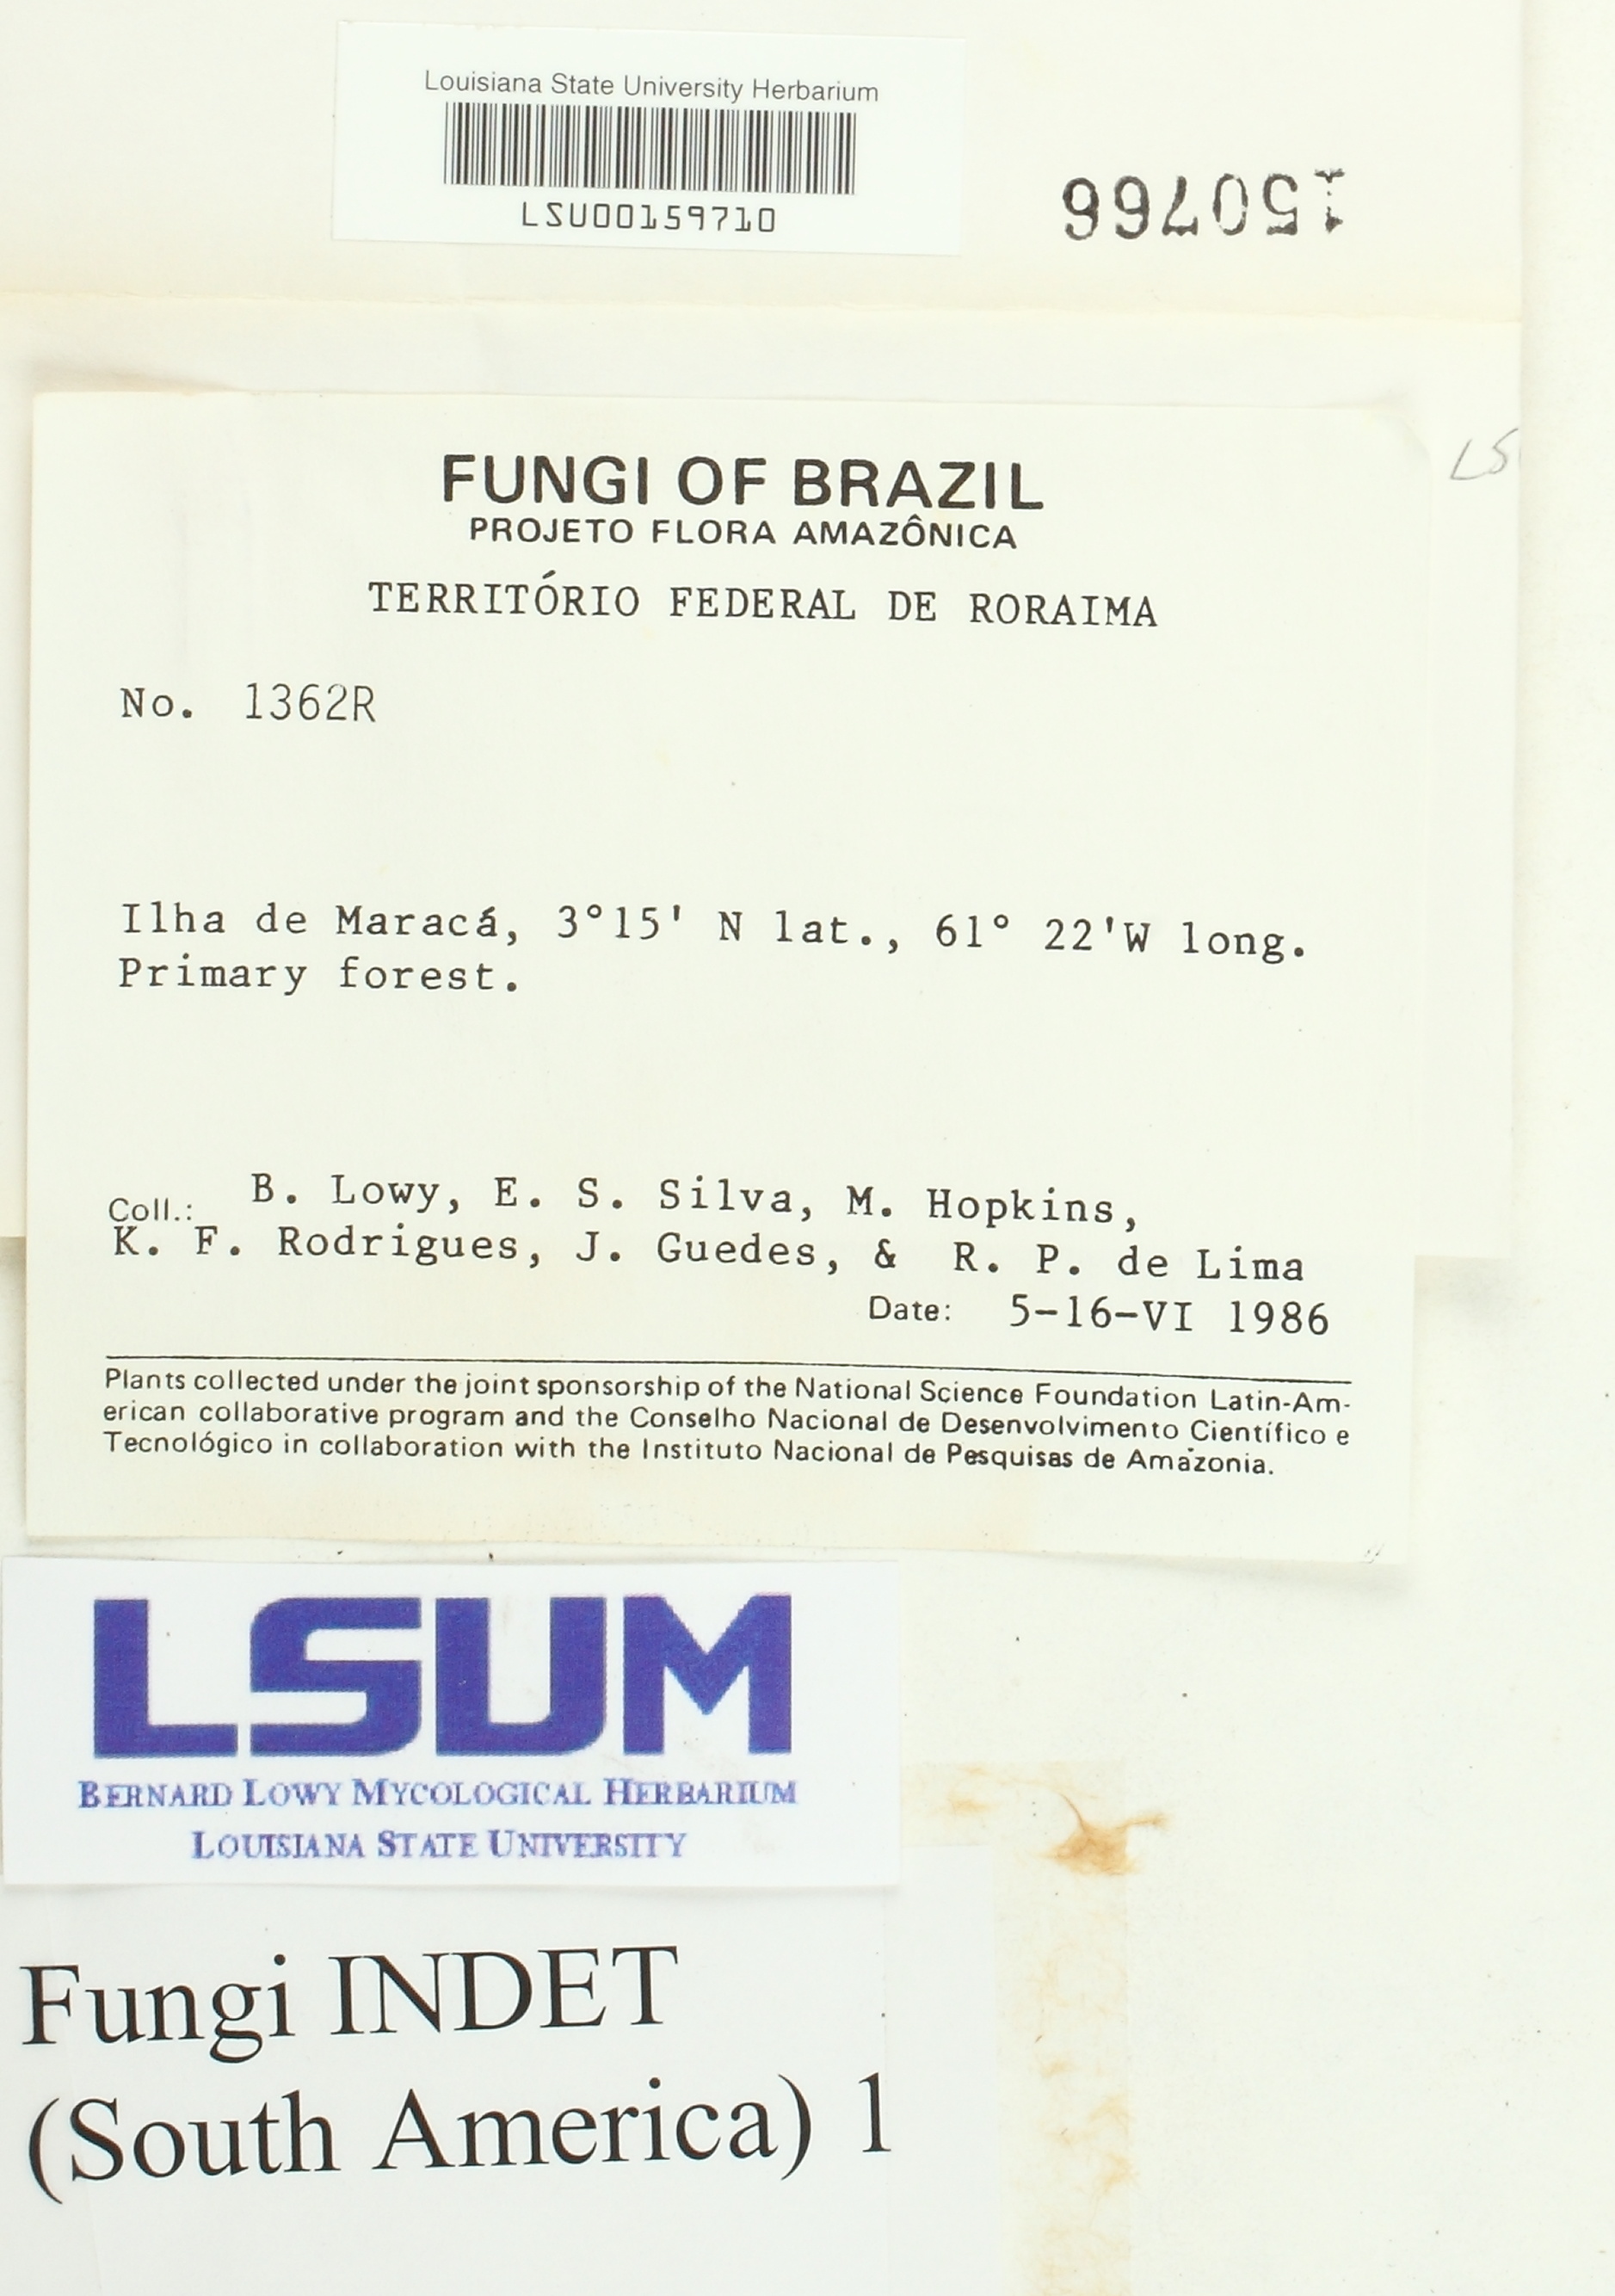 Louisiana State University Herbarium
LSU00159710
150766
LS
FUNGI OF BRAZIL
PROJETO FLORA AMAZÔNICA
TERRITÓRIO FEDERAL DE RORAIMA
No. 1362R
Ilha de Maracá, 3°15' N lat., 61° 22'W long.
Primary forest.
Coll.: B. Lowy, E. S. Silva, M. Hopkins,
K. F. Rodrigues, J. Guedes, & R. P. de Lima
Date: 5-16-VI 1986
Plants collected under the joint sponsorship of the National Science Foundation Latin-Am-
erican collaborative program and the Conselho Nacional de Desenvolvimento Científico e
Tecnológico in collaboration with the Instituto Nacional de Pesquisas de Amazonia.
LSUM
BERNARD LOWY MYCOLOGICAL HERBARIUM
LOUISIANA STATE UNIVERSITY
Fungi INDET
(South America) 1